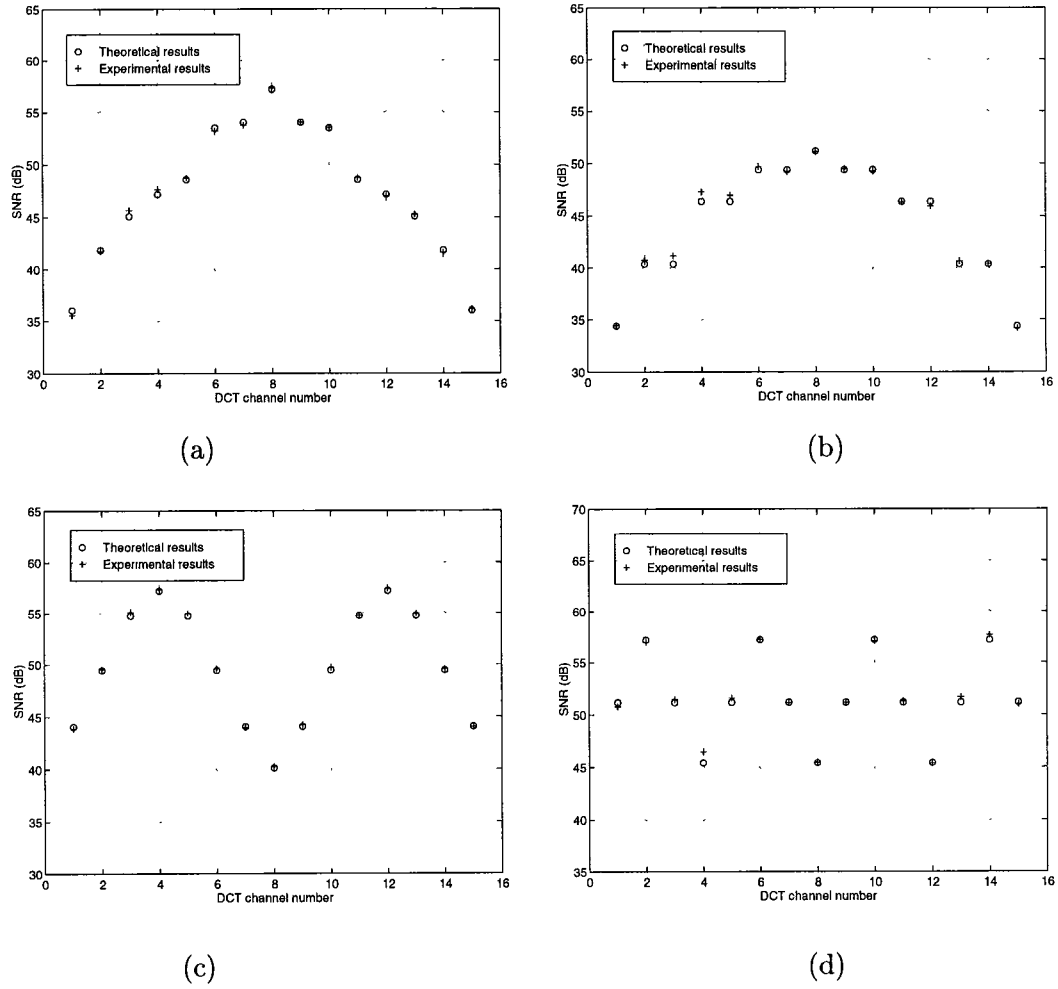 65
60
55
50
45
40
35
30
SNR (dB)
Theoretical results
Experimental results
0 2 4 6 8 10 12 14 16
DCT channel number
(a)
65
60
55
50
45
40
35
30
SNR (dB)
Theoretical results
Experimental results
0 2 4 6 8 10 12 14 16
DCT channel number
(b)
65
60
55
50
45
40
35
30
SNR (dB)
Theoretical results
Experimental results
0 2 4 6 8 10 12 14 16
DCT channel number
(c)
70
65
60
55
50
45
40
35
SNR (dB)
Theoretical results
Experimental results
0 2 4 6 8 10 12 14 16
DCT channel number
(d)